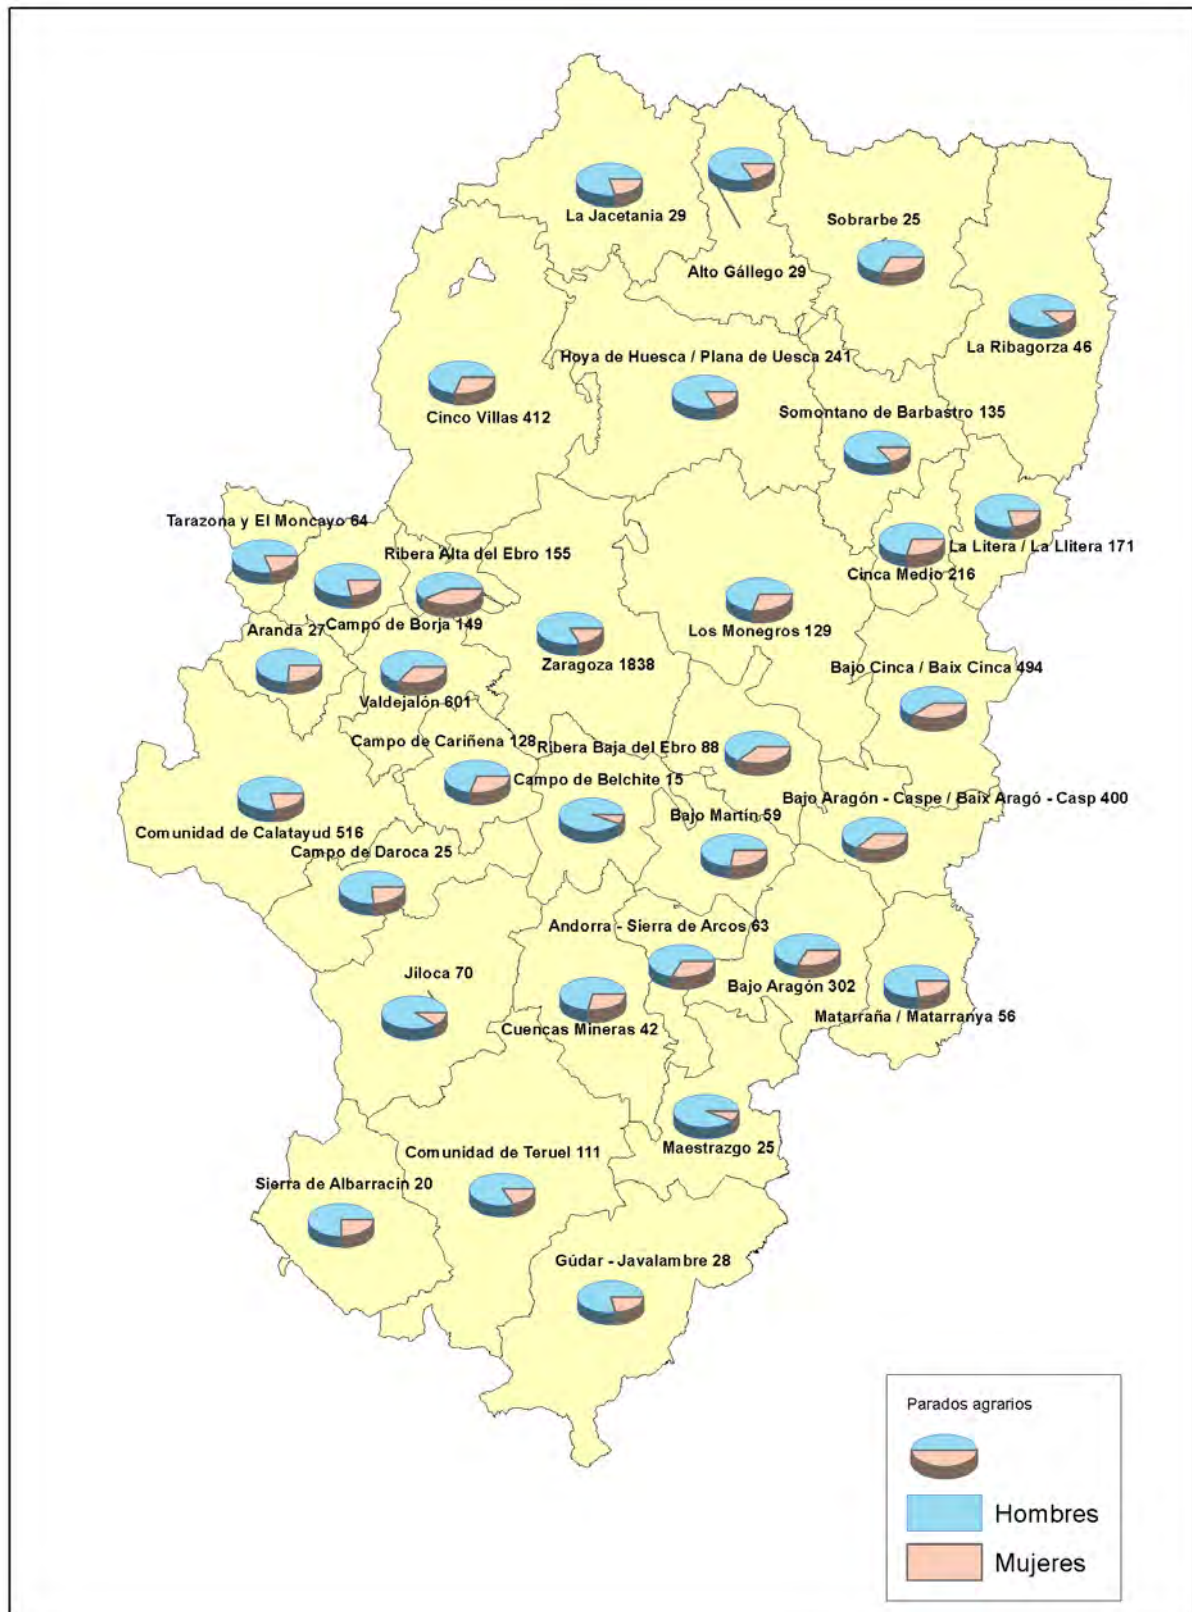 La Jacetania 29
Sobrarbe 25
Alto Gállego 29
La Ribagorza 46
Hoya de Huesca / Plana de Uesca 241
Cinco Villas 412
Somontano de Barbastro 135
Tarazona y El Moncayo 64
Ribera Alta del Ebro 155
La Litera / La Llitera 171
Cinca Medio 216
Campo de Borja 149
Aranda 27
Los Monegros 129
Zaragoza 1838
Bajo Cinca / Baix Cinca 494
Valdejalón 601
Campo de Cariñena 128
Ribera Baja del Ebro 88
Campo de Belchite 15
Bajo Aragón - Caspe / Baix Aragó - Casp 400
Bajo Martín 59
Comunidad de Calatayud 516
Campo de Daroca 25
Andorra - Sierra de Arcos 63
Jiloca 70
Bajo Aragón 302
Matarraña / Matarranya 56
Cuencas Mineras 42
Maestrazgo 25
Comunidad de Teruel 111
Sierra de Albarracín 20
Gúdar - Javalambre 28
Parados agrarios
Hombres
Mujeres